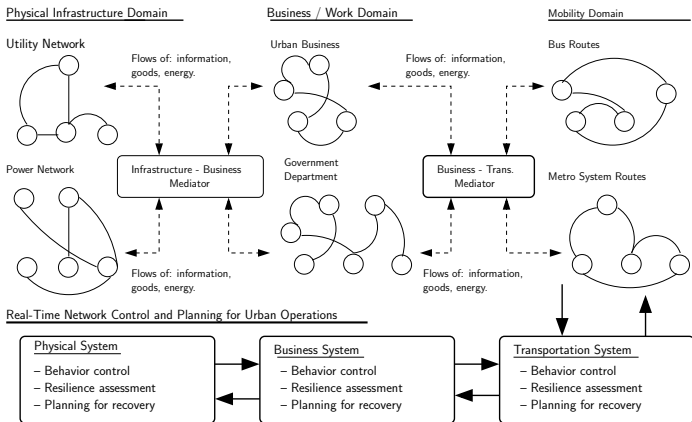 Physical Infrastructure Domain
Business / Work Domain
Mobility Domain
Utility Network
Urban Business
Bus Routes
Flows of: information,
goods, energy.
Flows of: information,
goods, energy.
Power Network
Infrastructure - Business
Mediator
Government
Department
Business - Trans.
Mediator
Metro System Routes
Flows of: information,
goods, energy.
Flows of: information,
goods, energy.
Real-Time Network Control and Planning for Urban Operations
Physical System
– Behavior control
– Resilience assessment
– Planning for recovery
Business System
– Behavior control
– Resilience assessment
– Planning for recovery
Transportation System
– Behavior control
– Resilience assessment
– Planning for recovery